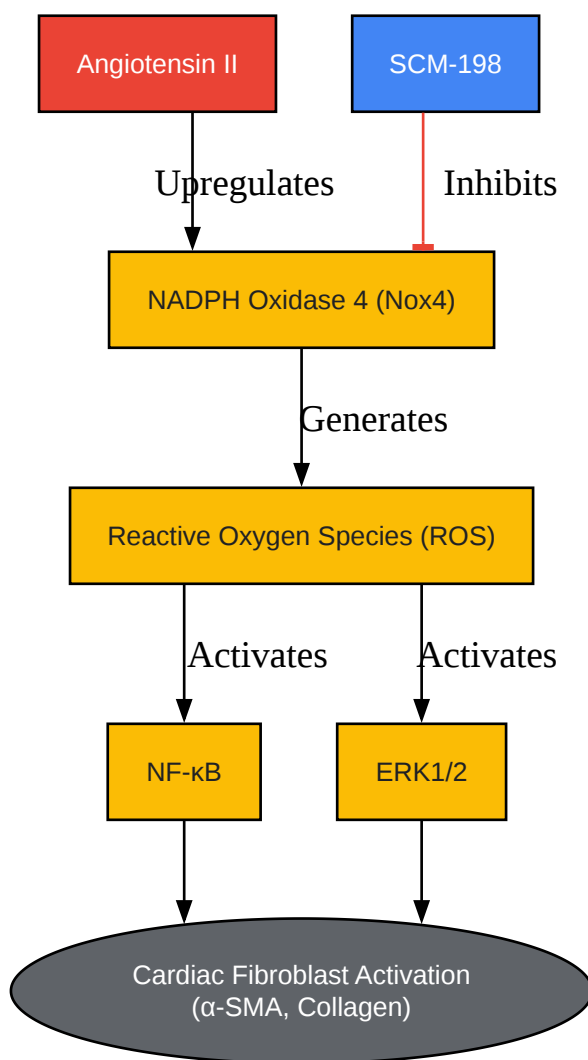 Angiotensin II
SCM-198
Upregulates
Inhibits
NADPH Oxidase 4 (Nox4)
Generates
Reactive Oxygen Species (ROS)
Activates
Activates
NF-κB
ERK1/2
Cardiac Fibroblast Activation
(α-SMA, Collagen)